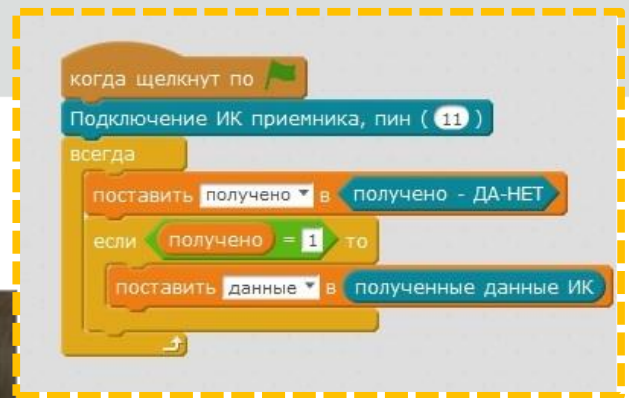 когда щелкнут по
Подключение ИК приемника, пин ( 11 )
всегда
поставить получено в получено - ДА-НЕТ
если получено = 1 то
поставить данные в полученные данные ИК